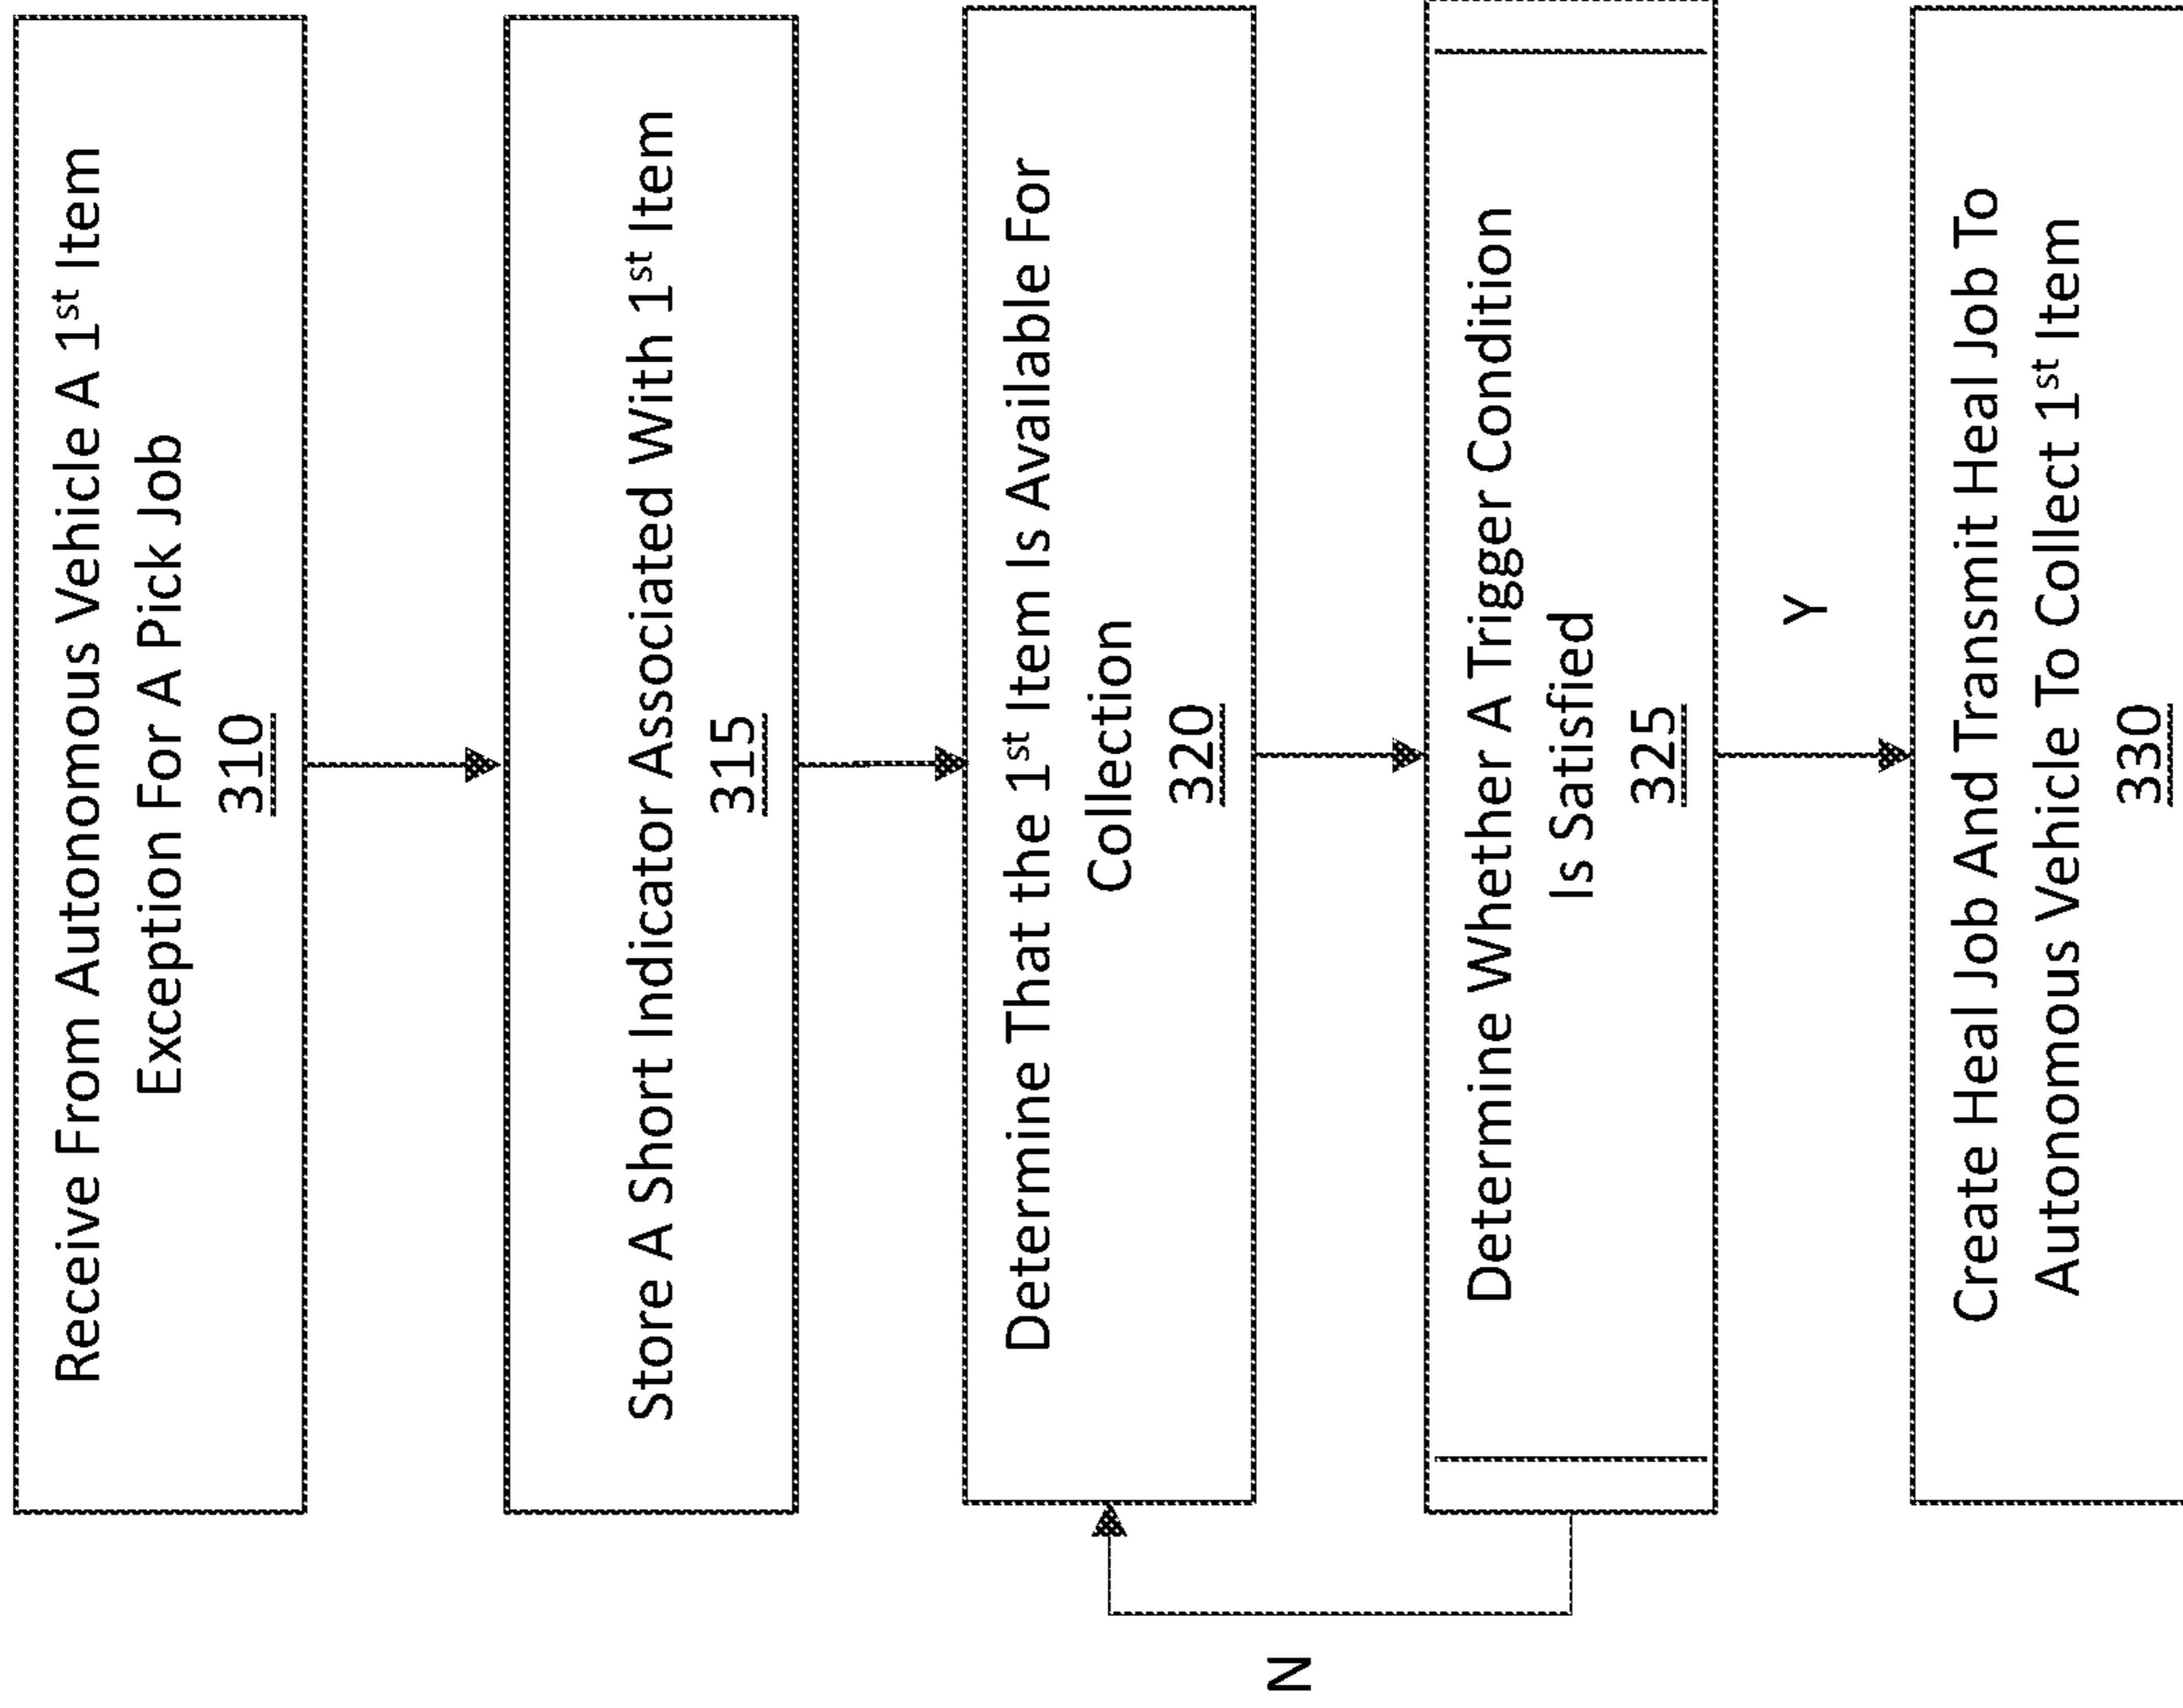 Receive From Autonomous Vehicle A 1st Item
Exception For A Pick Job
310
Store A Short Indicator Associated With 1st Item
315
Determine That the 1st Item Is Available For
Collection
320
N
Determine Whether A Trigger Condition
Is Satisfied
325
Y
Create Heal Job And Transmit Heal Job To
Autonomous Vehicle To Collect 1st Item
330